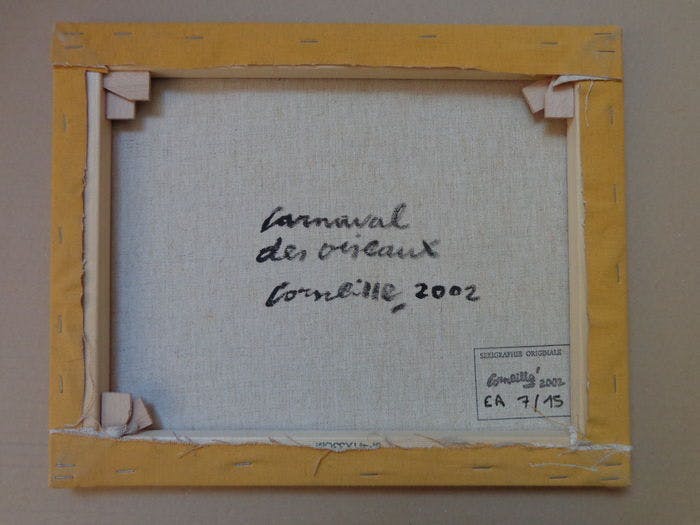 Carnaval
des oiseaux
Corneille, 2002
SERIGRAPHIE ORIGINALE
Corneille' 2002
EA 7/15